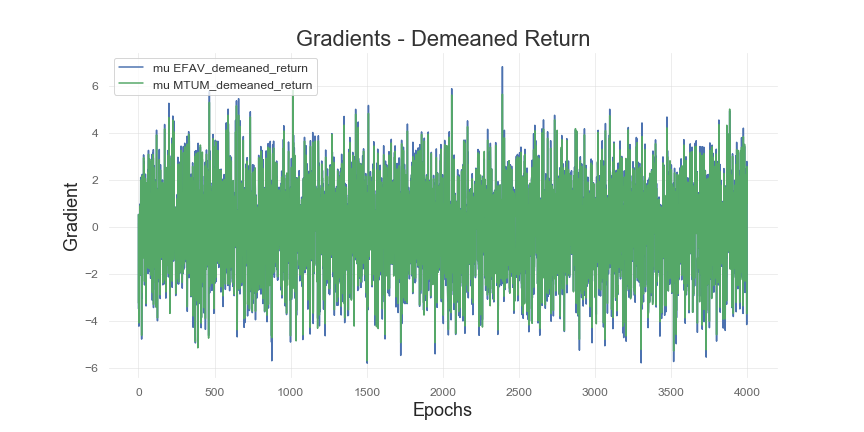 Gradients - Demeaned Return
mu EFAV_demeaned_return
mu MTUM_demeaned_return
Gradient
6
4
2
0
−2
−4
−6
0 500 1000 1500 2000 2500 3000 3500 4000
Epochs